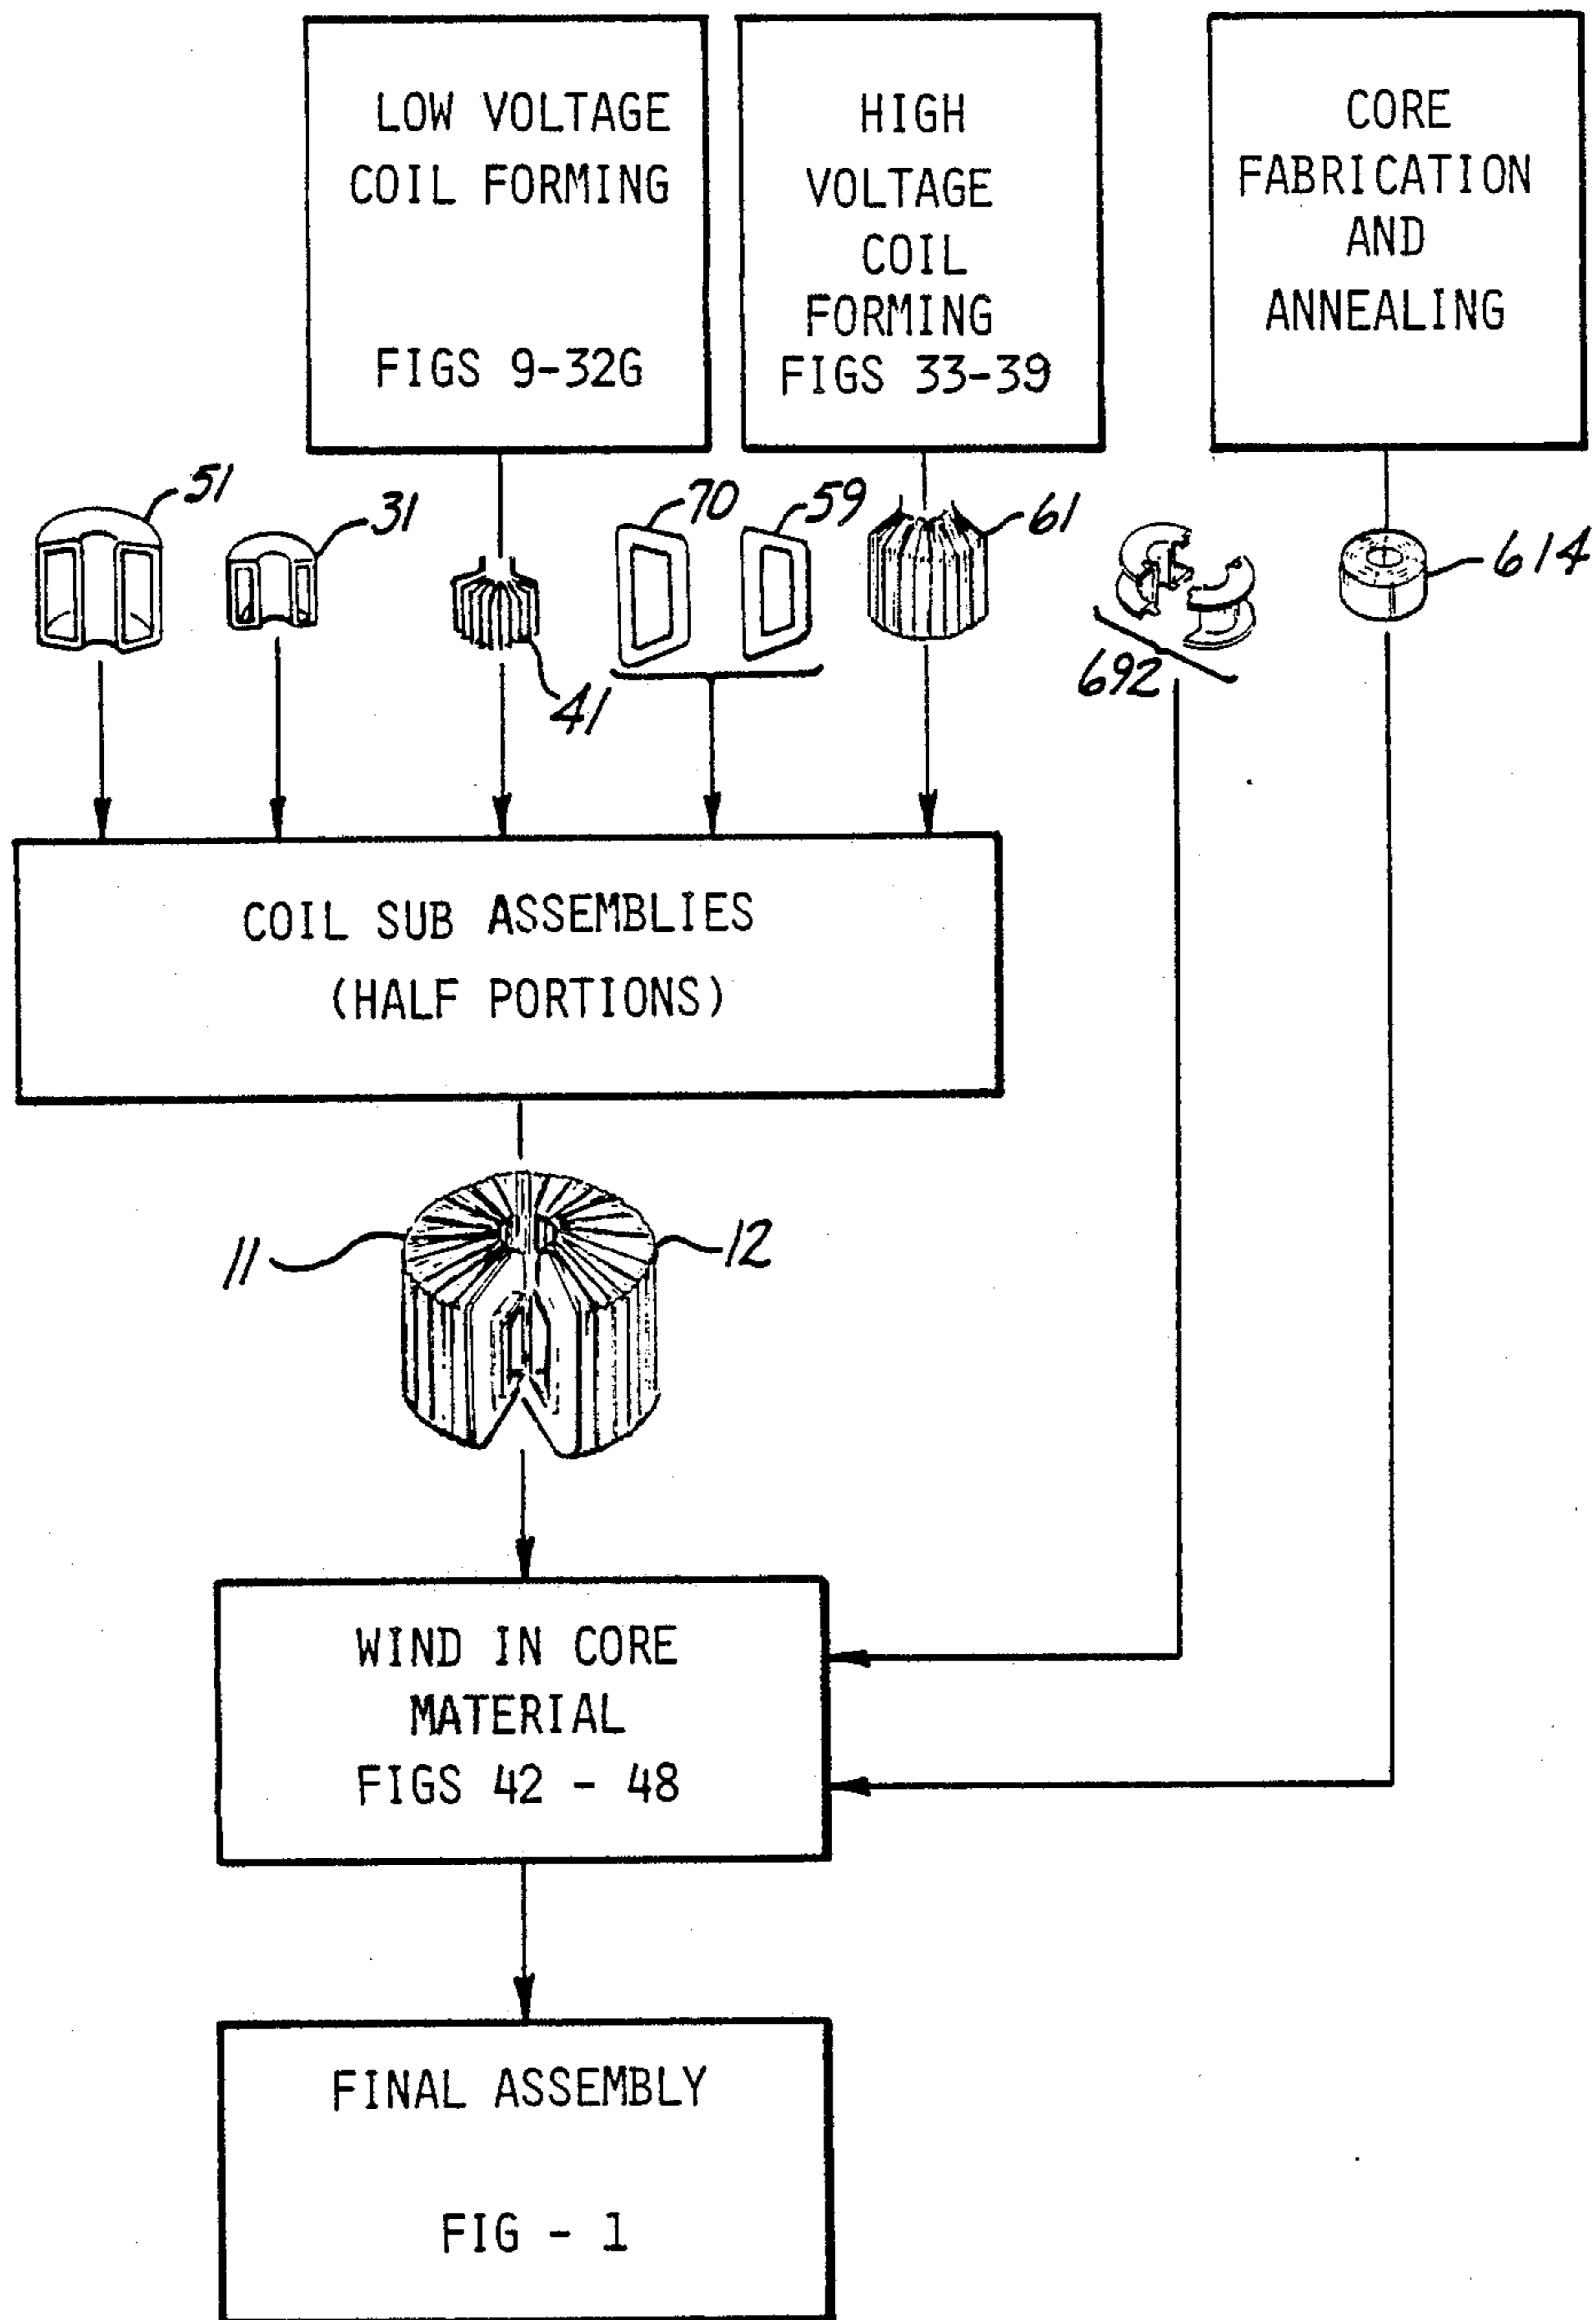 LOW VOLTAGE
COIL FORMING
FIGS 9-32G
HIGH
VOLTAGE
COIL
FORMING
FIGS 33-39
CORE
FABRICATION
AND
ANNEALING
51
31
41
70
59
61
692
614
COIL SUB ASSEMBLIES
(HALF PORTIONS)
11
12
WIND IN CORE
MATERIAL
FIGS 42 - 48
FINAL ASSEMBLY
FIG - 1